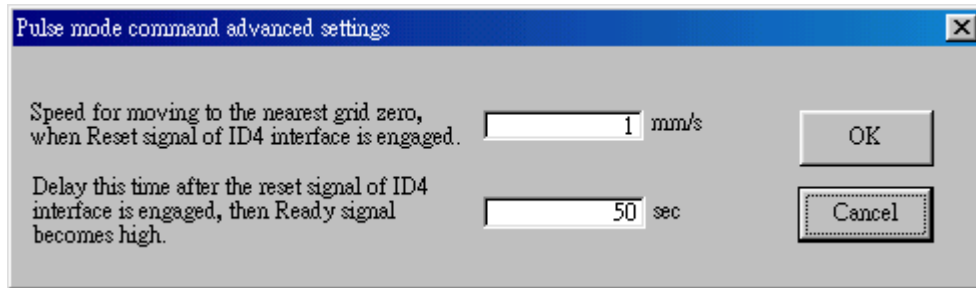 Pulse mode command advanced settings
Speed for moving to the nearest grid zero,
when Reset signal of ID4 interface is engaged.
1 mm/s
OK
Delay this time after the reset signal of ID4
interface is engaged, then Ready signal
becomes high.
50 sec
Cancel